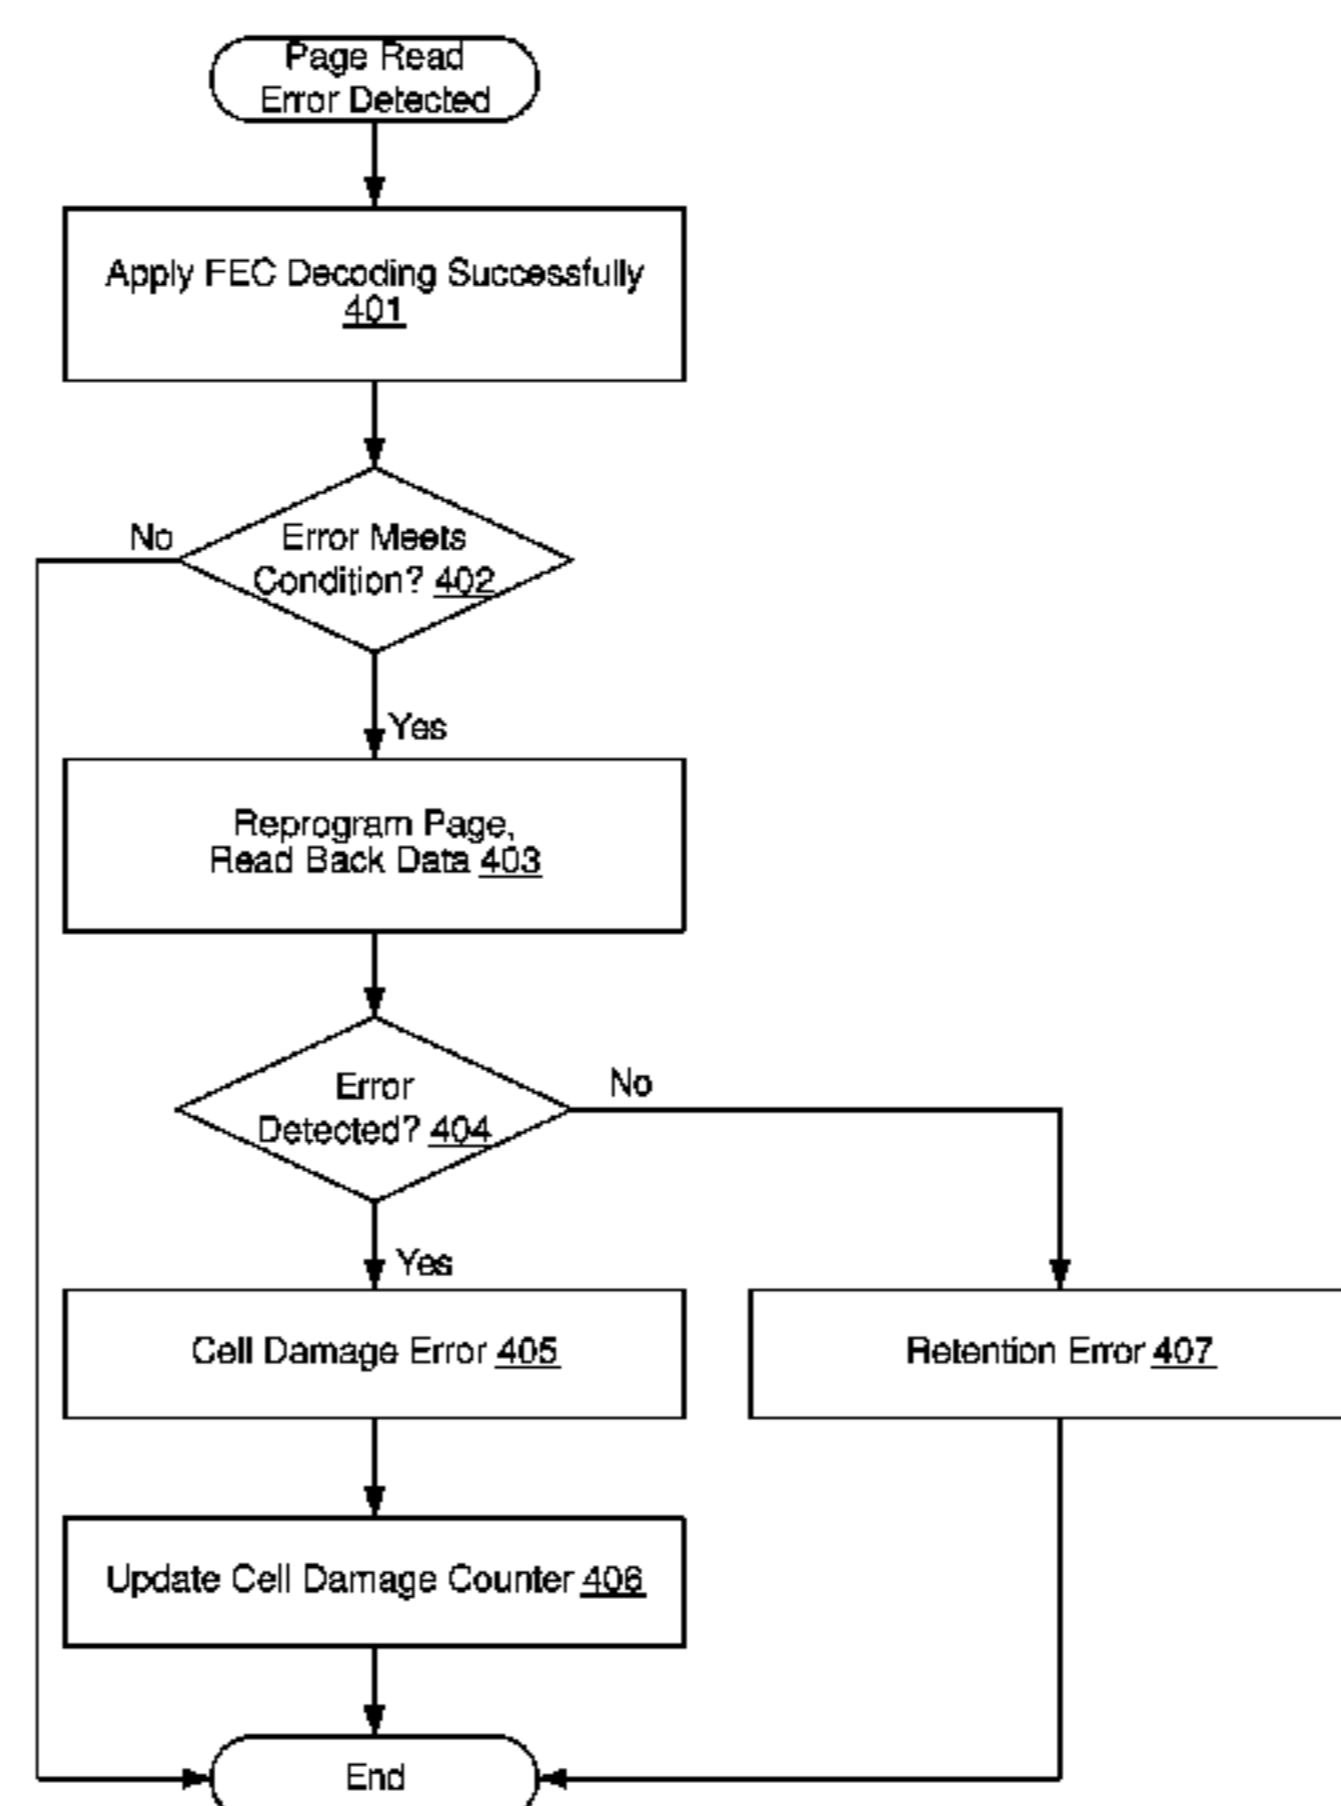 Page Read
Error Detected
Apply FEC Decoding Successfully
401
No
Error Meets
Condition? 402
Yes
Reprogram Page,
Read Back Data 403
Error
Detected? 404
No
Yes
Cell Damage Error 405
Retention Error 407
Update Cell Damage Counter 406
End